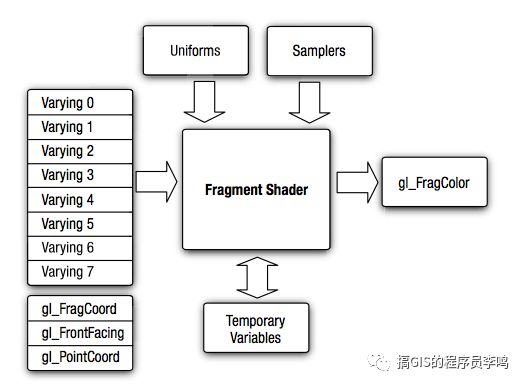 Uniforms
Samplers
Varying 0
Varying 1
Varying 2
Varying 3
Varying 4
Varying 5
Varying 6
Varying 7
Fragment Shader
gl_FragColor
gl_FragCoord
gl_FrontFacing
gl_PointCoord
Temporary
Variables
搞GIS的程序员李鸣